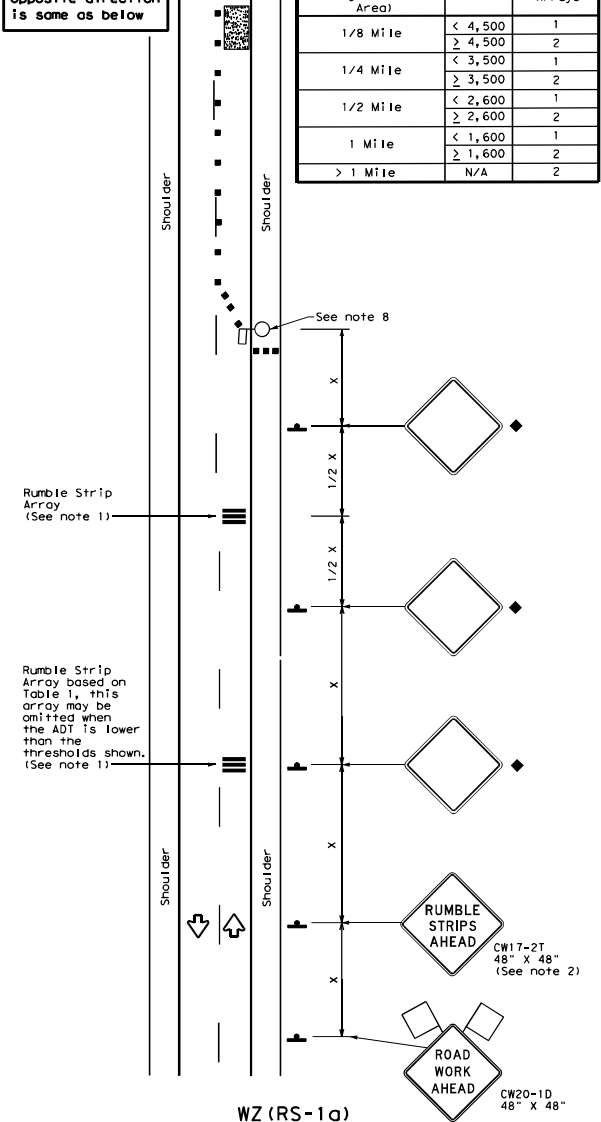 opposite direction
is same as below
Area)
1/8 Mile
< 4,500
1
≥ 4,500
2
1/4 Mile
< 3,500
1
≥ 3,500
2
1/2 Mile
< 2,600
1
≥ 2,600
2
1 Mile
< 1,600
1
≥ 1,600
2
> 1 Mile
N/A
2
Shoulder
Shoulder
See note 8
X
1/2 X
Rumble Strip
Array
(See note 1)
1/2 X
X
Rumble Strip
Array based on
Table 1, this
array may be
omitted when
the ADT is lower
than the
thresholds shown.
(See note 1)
X
Shoulder
Shoulder
RUMBLE
STRIPS
AHEAD
CW17-2T
48" X 48"
(See note 2)
X
ROAD
WORK
AHEAD
CW20-1D
48" X 48"
WZ(RS-1a)